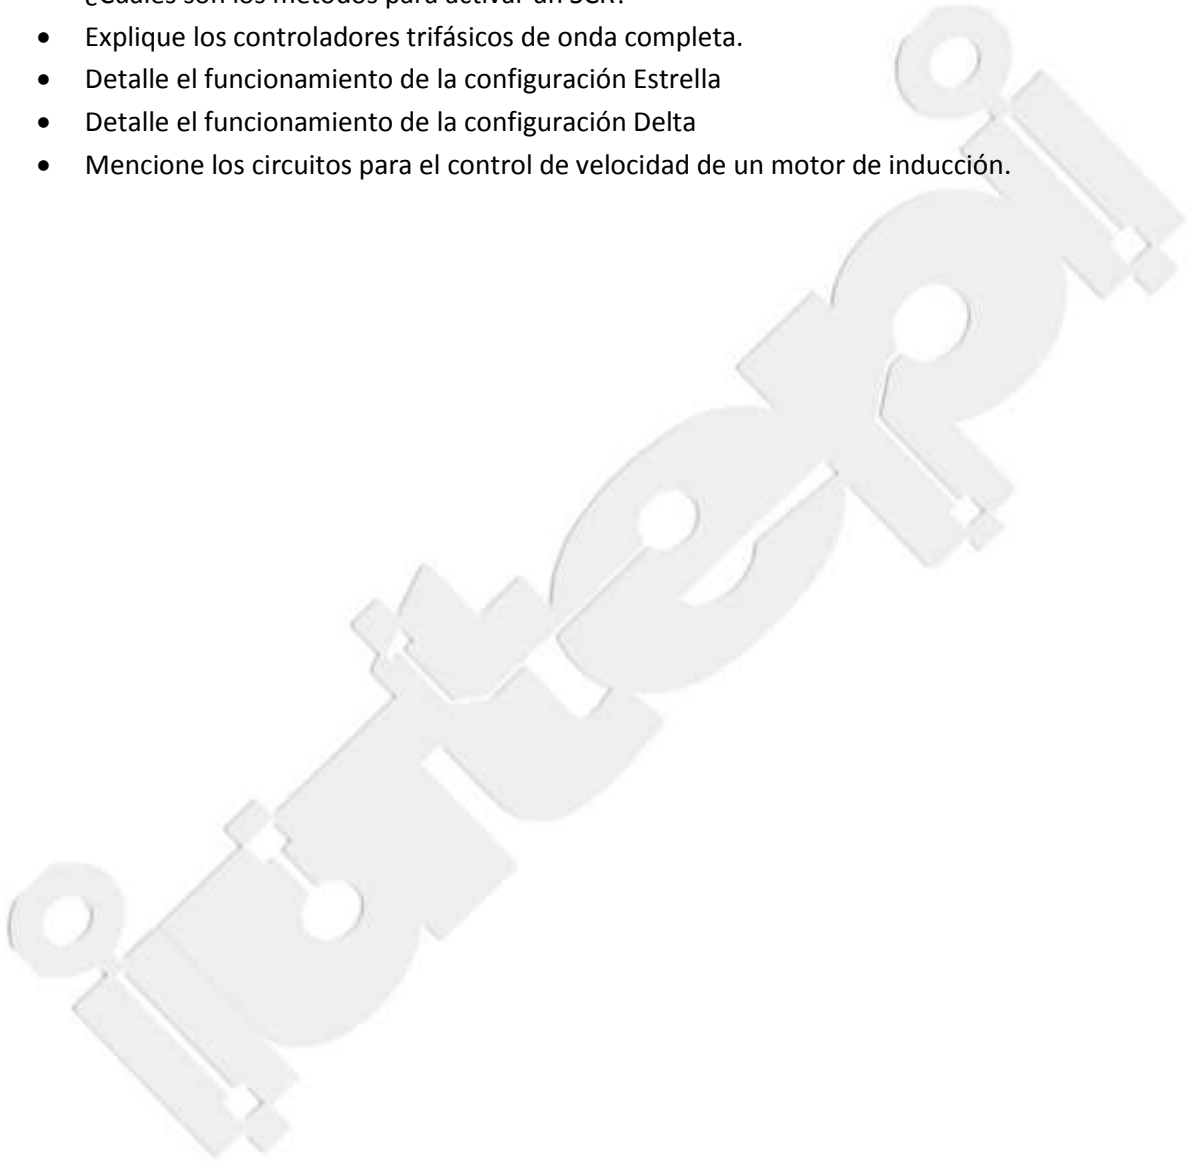 ¿Cuáles son los métodos para activar un SCR?
• Explique los controladores trifásicos de onda completa.
• Detalle el funcionamiento de la configuración Estrella
• Detalle el funcionamiento de la configuración Delta
• Mencione los circuitos para el control de velocidad de un motor de inducción.